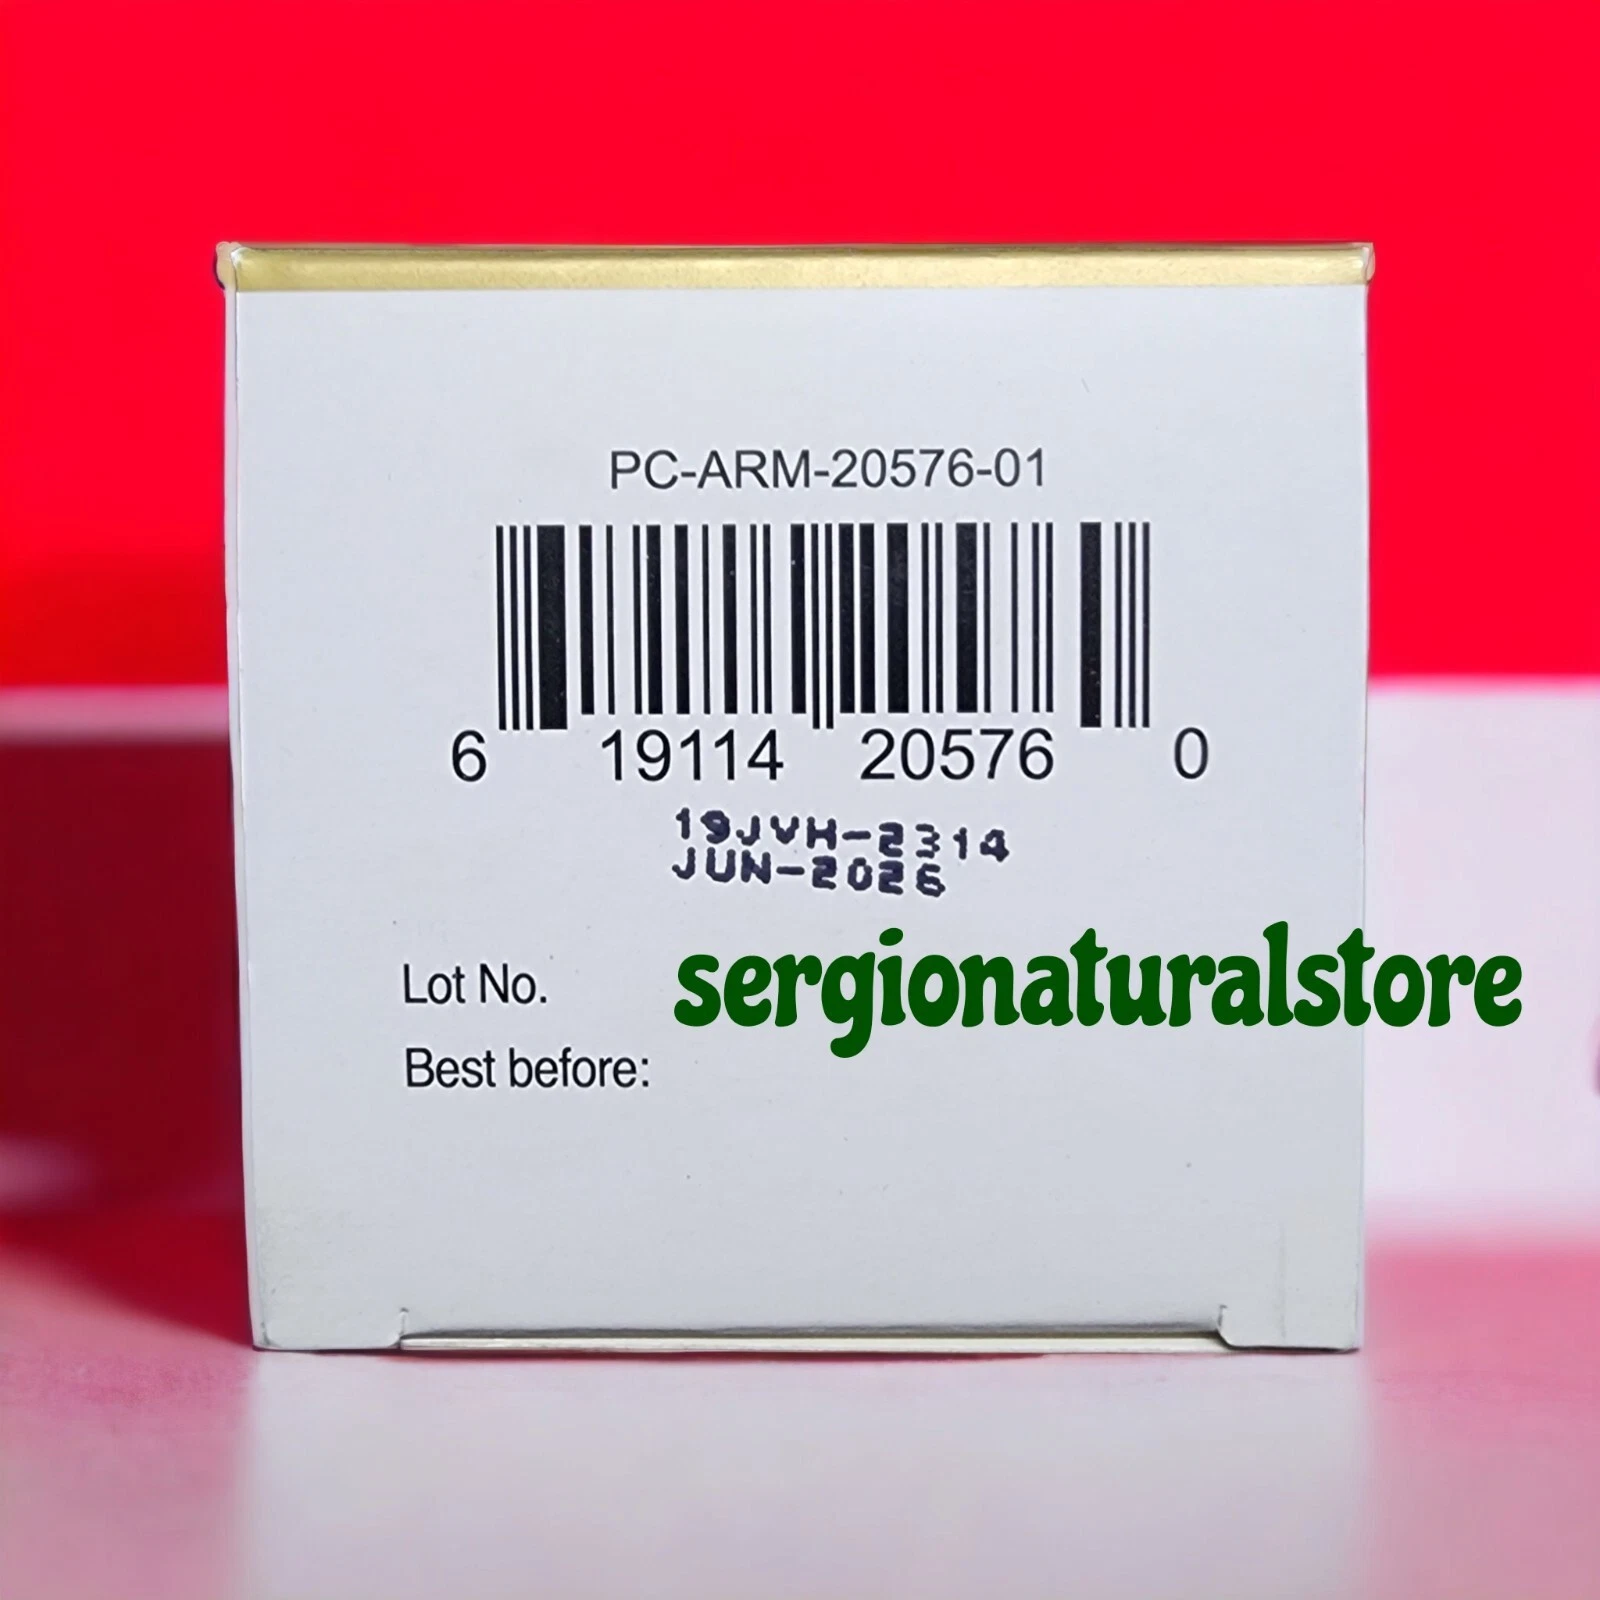 PC-ARM-20576-01
6 19114 20576 0
19JVH-2314
JUN-2026
sergionaturalstore
Lot No.
Best before: